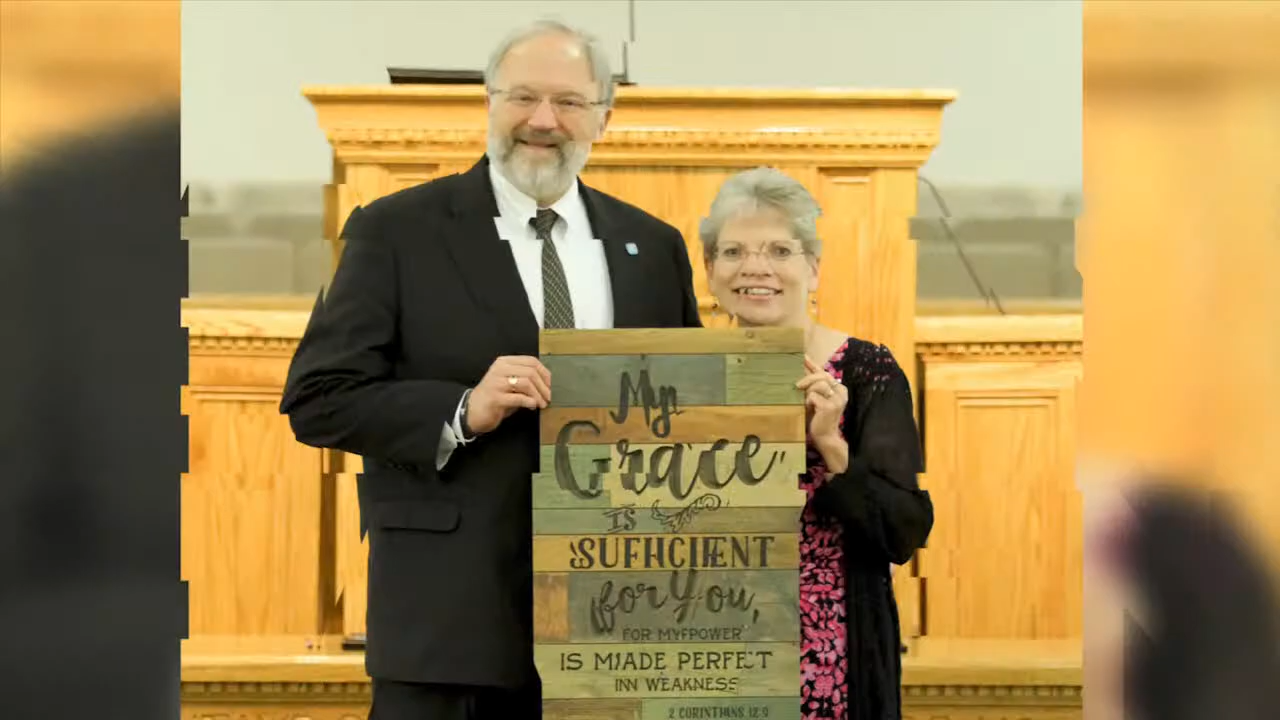 My
Grace
IS
SUFFICIENT
for You,
FOR MY POWER
IS MADE PERFECT
IN WEAKNESS
2 CORINTHIANS 12:9